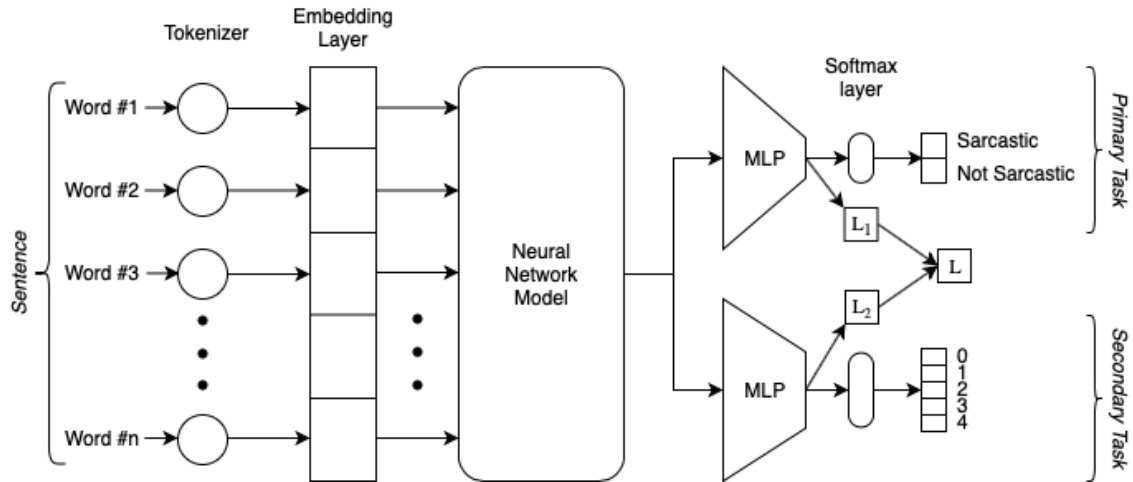 Tokenizer
Embedding
Layer
Sentence
Word #1
Word #2
Word #3
Word #n
Neural
Network
Model
MLP
Softmax
layer
Sarcastic
Not Sarcastic
Primary Task
L1
L
L2
MLP
0
1
2
3
4
Secondary Task